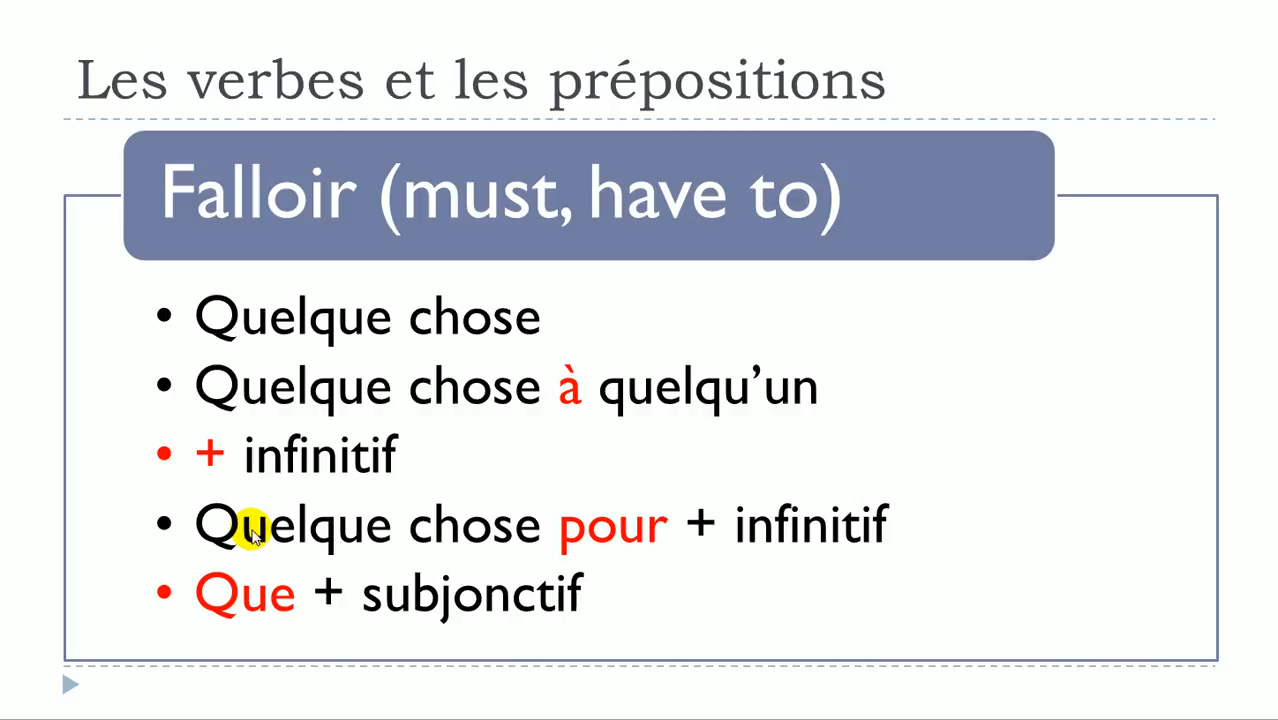 Les verbes et les prépositions
Falloir (must, have to)
• Quelque chose
• Quelque chose à quelqu’un
• + infinitif
• Quelque chose pour + infinitif
• Que + subjonctif